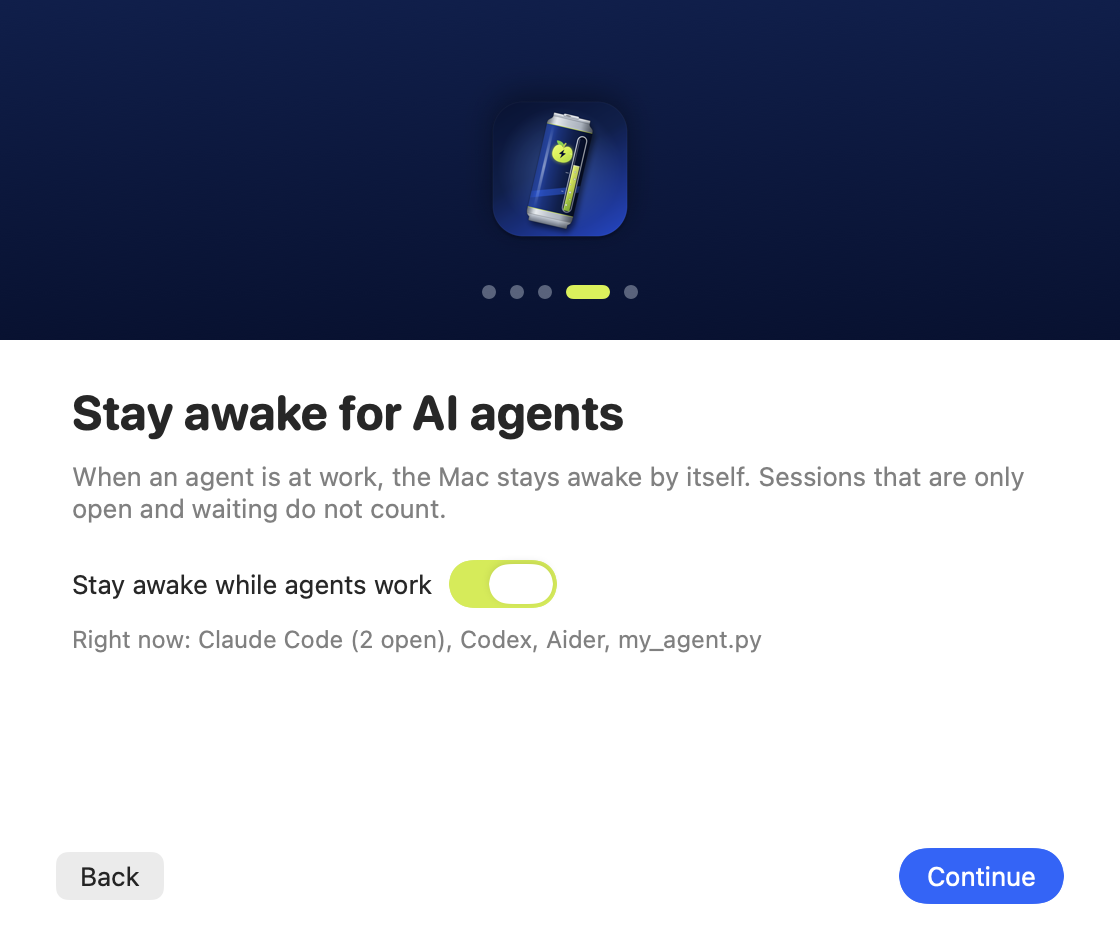 Stay awake for AI agents
When an agent is at work, the Mac stays awake by itself. Sessions that are only
open and waiting do not count.
Stay awake while agents work
Right now: Claude Code (2 open), Codex, Aider, my_agent.py
Back
Continue